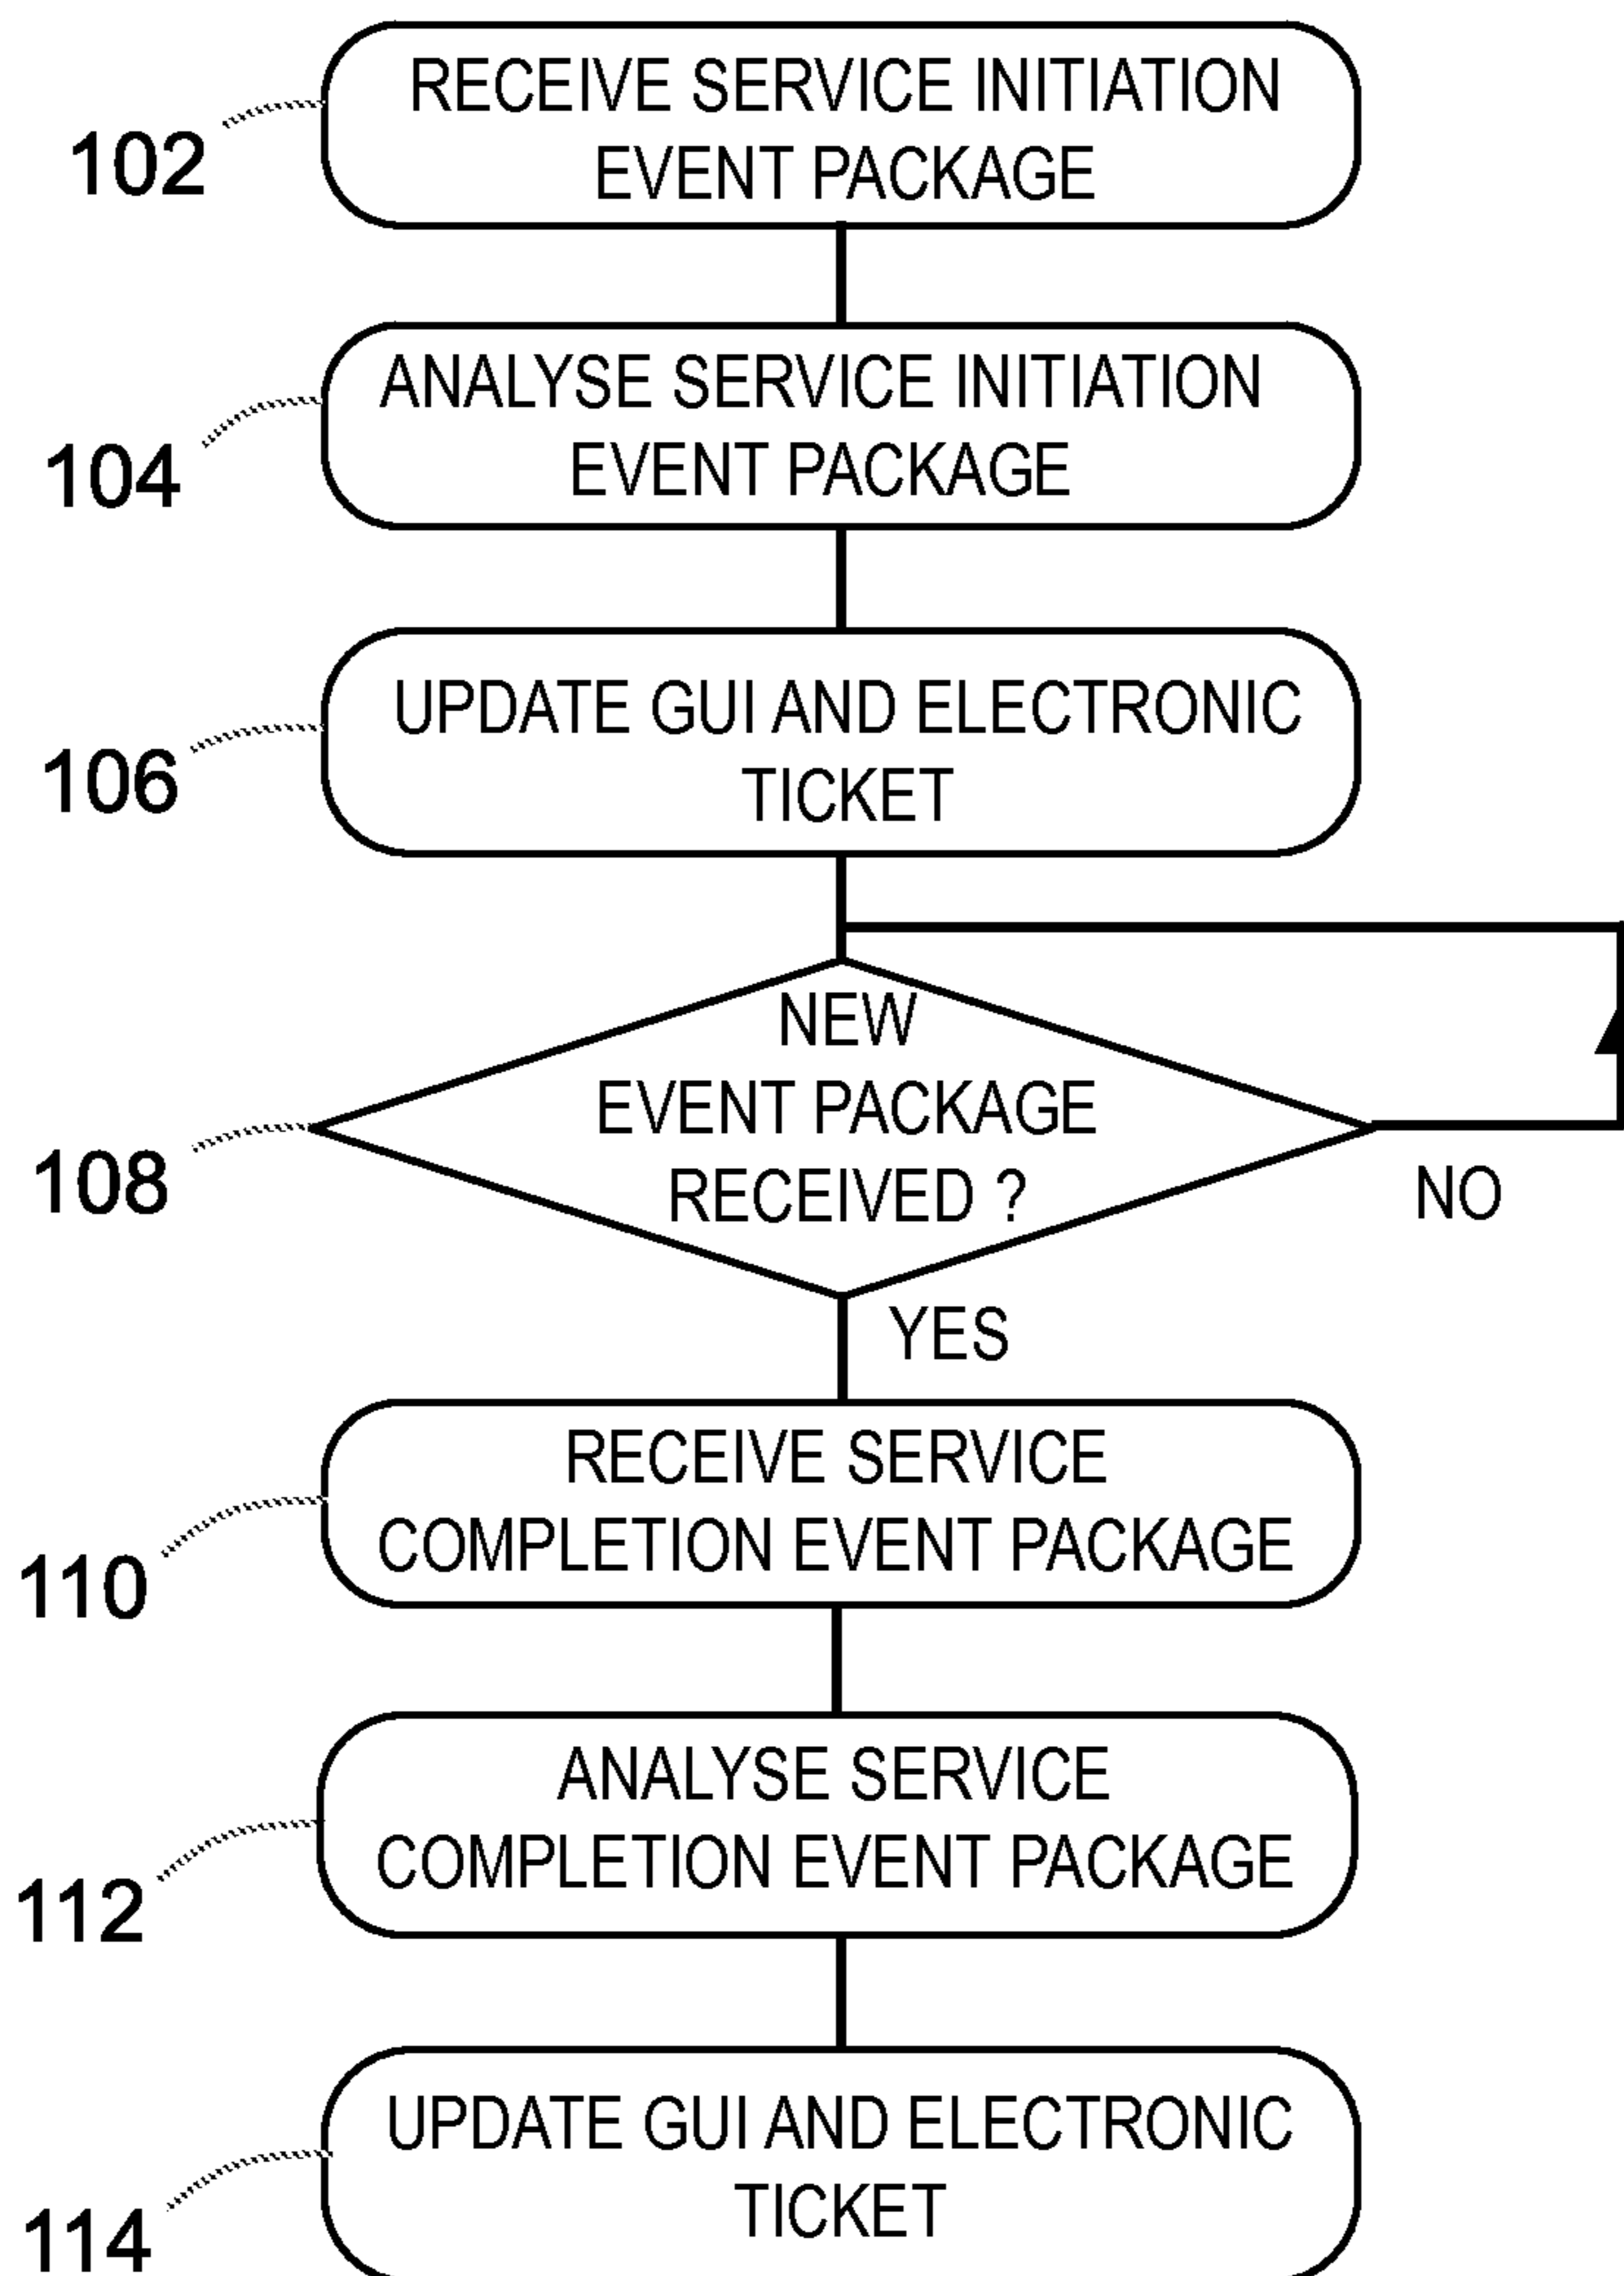 RECEIVE SERVICE INITIATION
EVENT PACKAGE
102
ANALYSE SERVICE INITIATION
EVENT PACKAGE
104
UPDATE GUI AND ELECTRONIC
TICKET
106
NEW
EVENT PACKAGE
RECEIVED ?
108
NO
YES
RECEIVE SERVICE
COMPLETION EVENT PACKAGE
110
ANALYSE SERVICE
COMPLETION EVENT PACKAGE
112
UPDATE GUI AND ELECTRONIC
TICKET
114